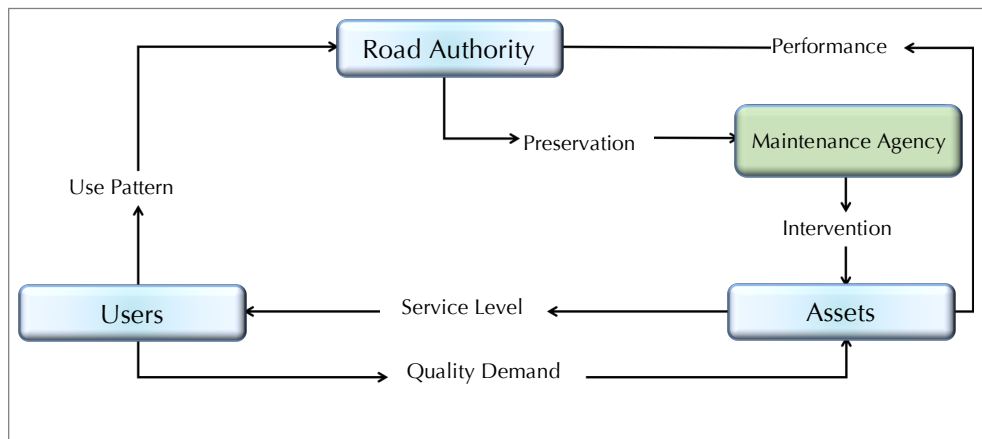 Road Authority
Performance
Preservation
Maintenance Agency
Use Pattern
Intervention
Users
Service Level
Assets
Quality Demand